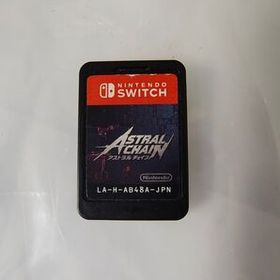 NINTENDO
SWITCH
ASTRAL
CHAIN
アストラル チェイン
Nintendo
LA-H-AB48A-JPN